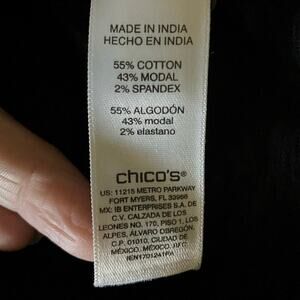 MADE IN INDIA
HECHO EN INDIA
55% COTTON
43% MODAL
2% SPANDEX
55% ALGODÓN
43% modal
2% elastano
chico's®
US: 11215 METRO PARKWAY
FORT MYERS, FL 33966
MX: IB ENTERPRISES S.A. DE
C.V. CALZADA DE LOS
LEONES NO. 170, PISO 1, LOS
ALPES, ÁLVARO OBREGÓN,
C.P. 01010, CIUDAD DE
MÉXICO, MÉXICO,